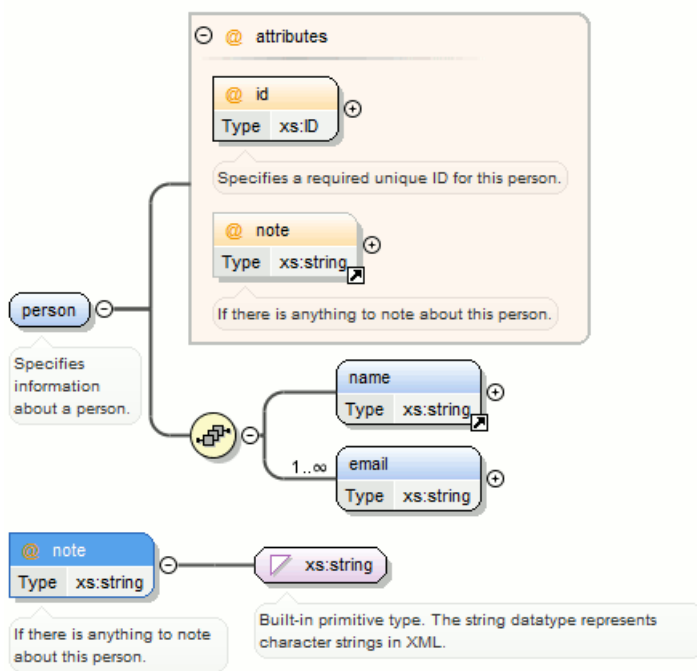 @ attributes
@ id
Type xs:ID
Specifies a required unique ID for this person.
@ note
Type xs:string
If there is anything to note about this person.
person
Specifies
information
about a person.
name
Type xs:string
1..∞
email
Type xs:string
@ note
Type xs:string
xs:string
If there is anything to note
about this person.
Built-in primitive type. The string datatype represents
character strings in XML.